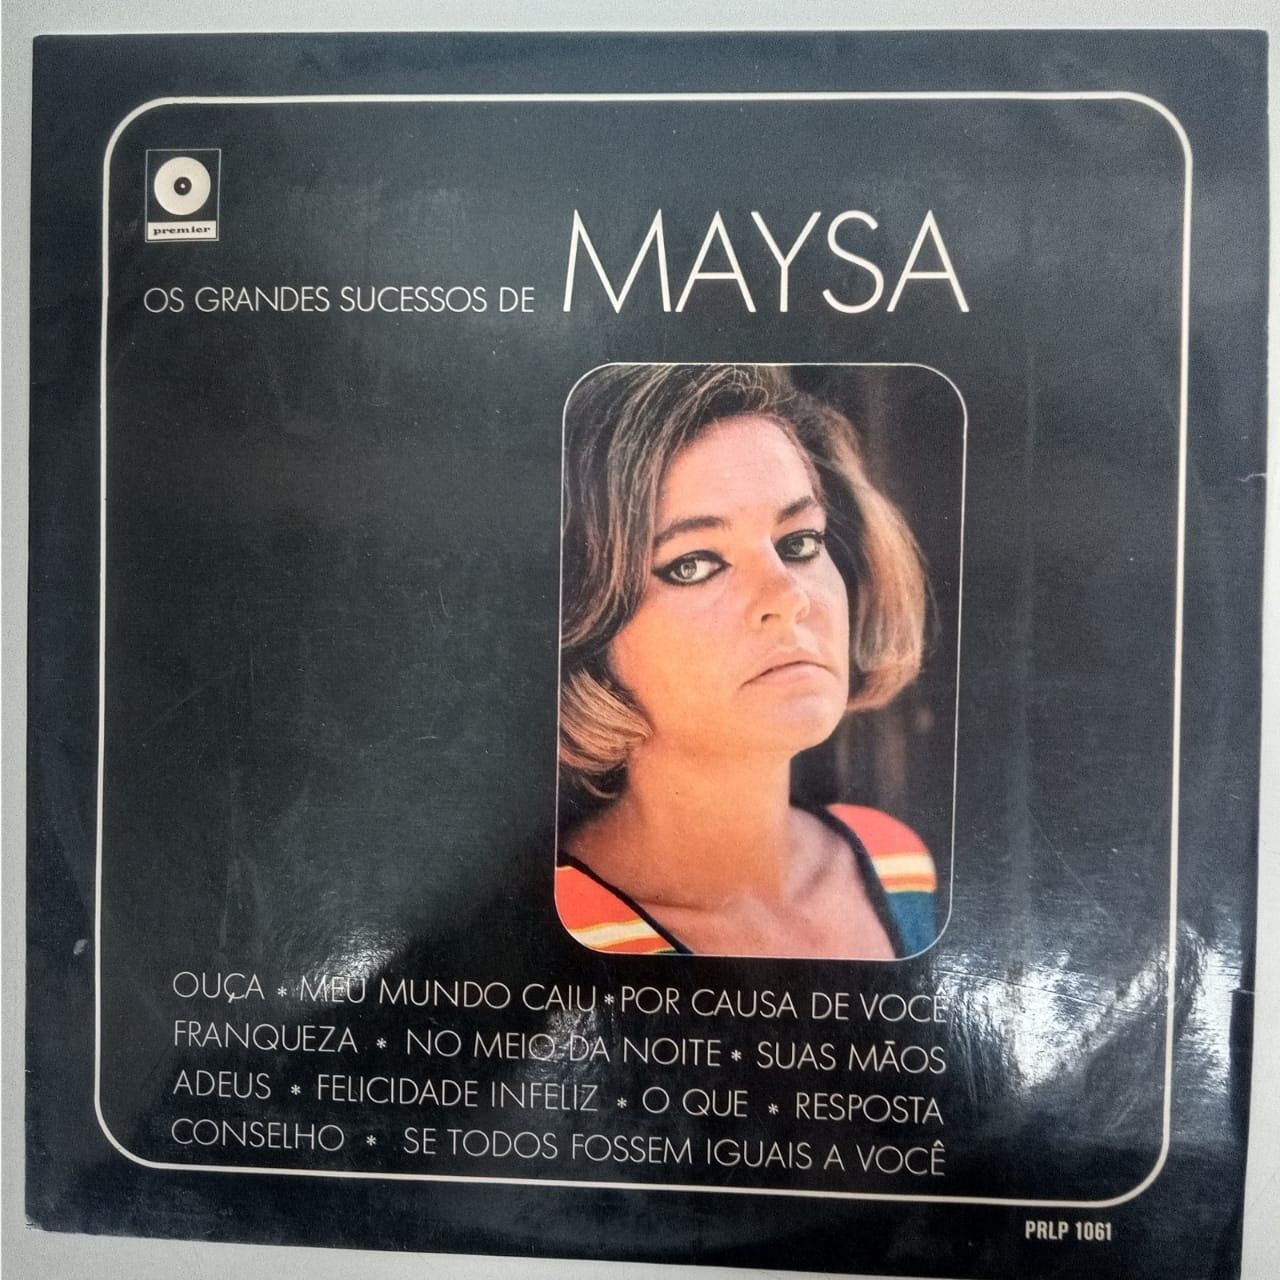 premier
OS GRANDES SUCESSOS DE MAYSA
OUÇA * MEU MUNDO CAIU * POR CAUSA DE VOCÊ
FRANQUEZA * NO MEIO DA NOITE * SUAS MÃOS
ADEUS * FELICIDADE INFELIZ * O QUE * RESPOSTA
CONSELHO * SE TODOS FOSSEM IGUAIS A VOCÊ
PRLP 1061